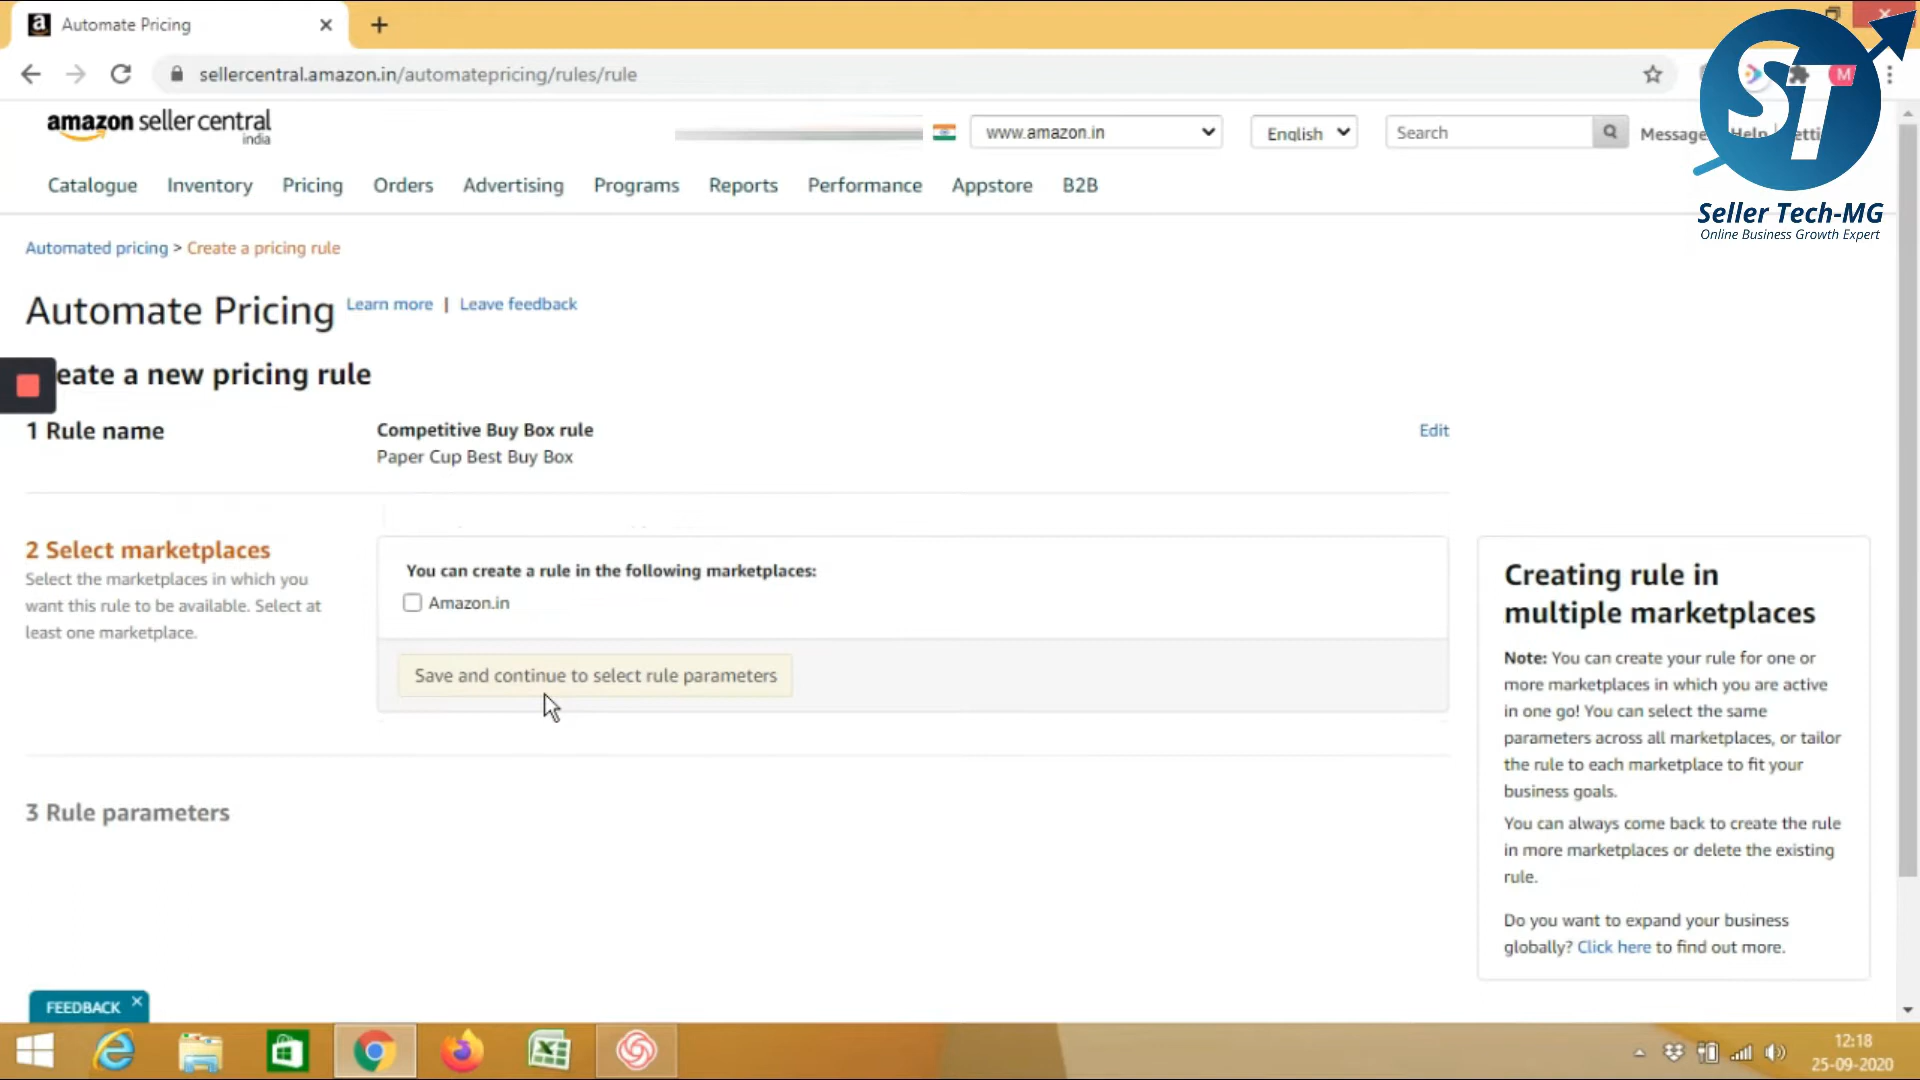 Automate Pricing
sellercentral.amazon.in/automatepricing/rules/rule
M
amazon seller central
india
www.amazon.in
English
Search
Message
Help
ST
Seller Tech-MG
Online Business Growth Expert
Catalogue Inventory Pricing Orders Advertising Programs Reports Performance Appstore B2B
Automated pricing > Create a pricing rule
Automate Pricing Learn more | Leave feedback
eate a new pricing rule
1 Rule name
Competitive Buy Box rule
Edit
Paper Cup Best Buy Box
2 Select marketplaces
Select the marketplaces in which you
want this rule to be available. Select at
least one marketplace.
You can create a rule in the following marketplaces:
Amazon.in
Save and continue to select rule parameters
Creating rule in
multiple marketplaces
Note: You can create your rule for one or
more marketplaces in which you are active
in one go! You can select the same
parameters across all marketplaces, or tailor
the rule to each marketplace to fit your
business goals.
You can always come back to create the rule
in more marketplaces or delete the existing
rule.
Do you want to expand your business
globally? Click here to find out more.
3 Rule parameters
FEEDBACK
12:18
25-09-2020